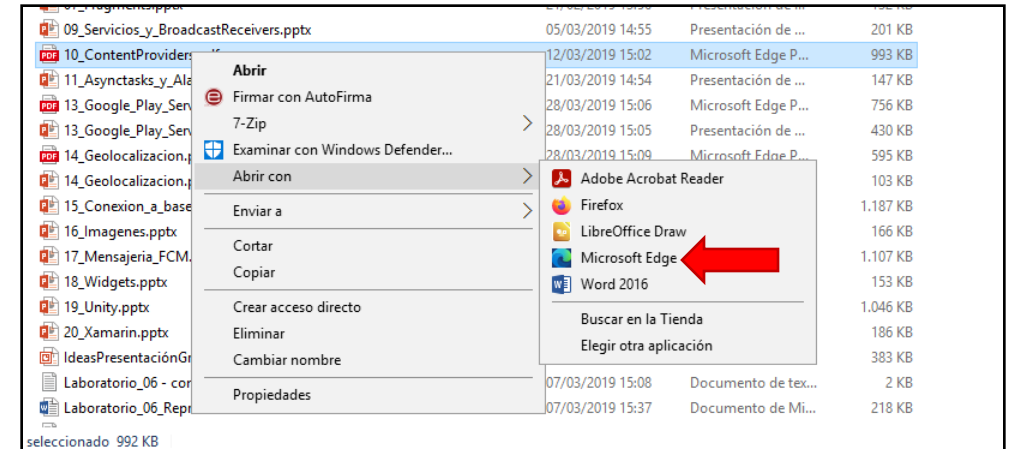 09_Servicios_y_BroadcastReceivers.pptx 05/03/2019 14:55 Presentación de ... 201 KB
10_ContentProviders 12/03/2019 15:02 Microsoft Edge P... 993 KB
11_Asynctasks_y_Ala 21/03/2019 14:54 Presentación de ... 147 KB
13_Google_Play_Serv 28/03/2019 15:06 Microsoft Edge P... 756 KB
13_Google_Play_Serv 28/03/2019 15:05 Presentación de ... 430 KB
14_Geolocalizacion.p 28/03/2019 15:09 Microsoft Edge P... 595 KB
14_Geolocalizacion.p 103 KB
15_Conexion_a_base 1.187 KB
16_Imagenes.pptx 166 KB
17_Mensajeria_FCM. 1.107 KB
18_Widgets.pptx 153 KB
19_Unity.pptx 1.046 KB
20_Xamarin.pptx 186 KB
IdeasPresentaciónGr 383 KB
Laboratorio_06 - cor 07/03/2019 15:08 Documento de tex... 2 KB
Laboratorio_06_Repr 07/03/2019 15:37 Documento de Mi... 218 KB
Abrir
Firmar con AutoFirma
7-Zip
Examinar con Windows Defender...
Abrir con
Enviar a
Cortar
Copiar
Crear acceso directo
Eliminar
Cambiar nombre
Propiedades
Adobe Acrobat Reader
Firefox
LibreOffice Draw
Microsoft Edge
Word 2016
Buscar en la Tienda
Elegir otra aplicación
seleccionado 992 KB